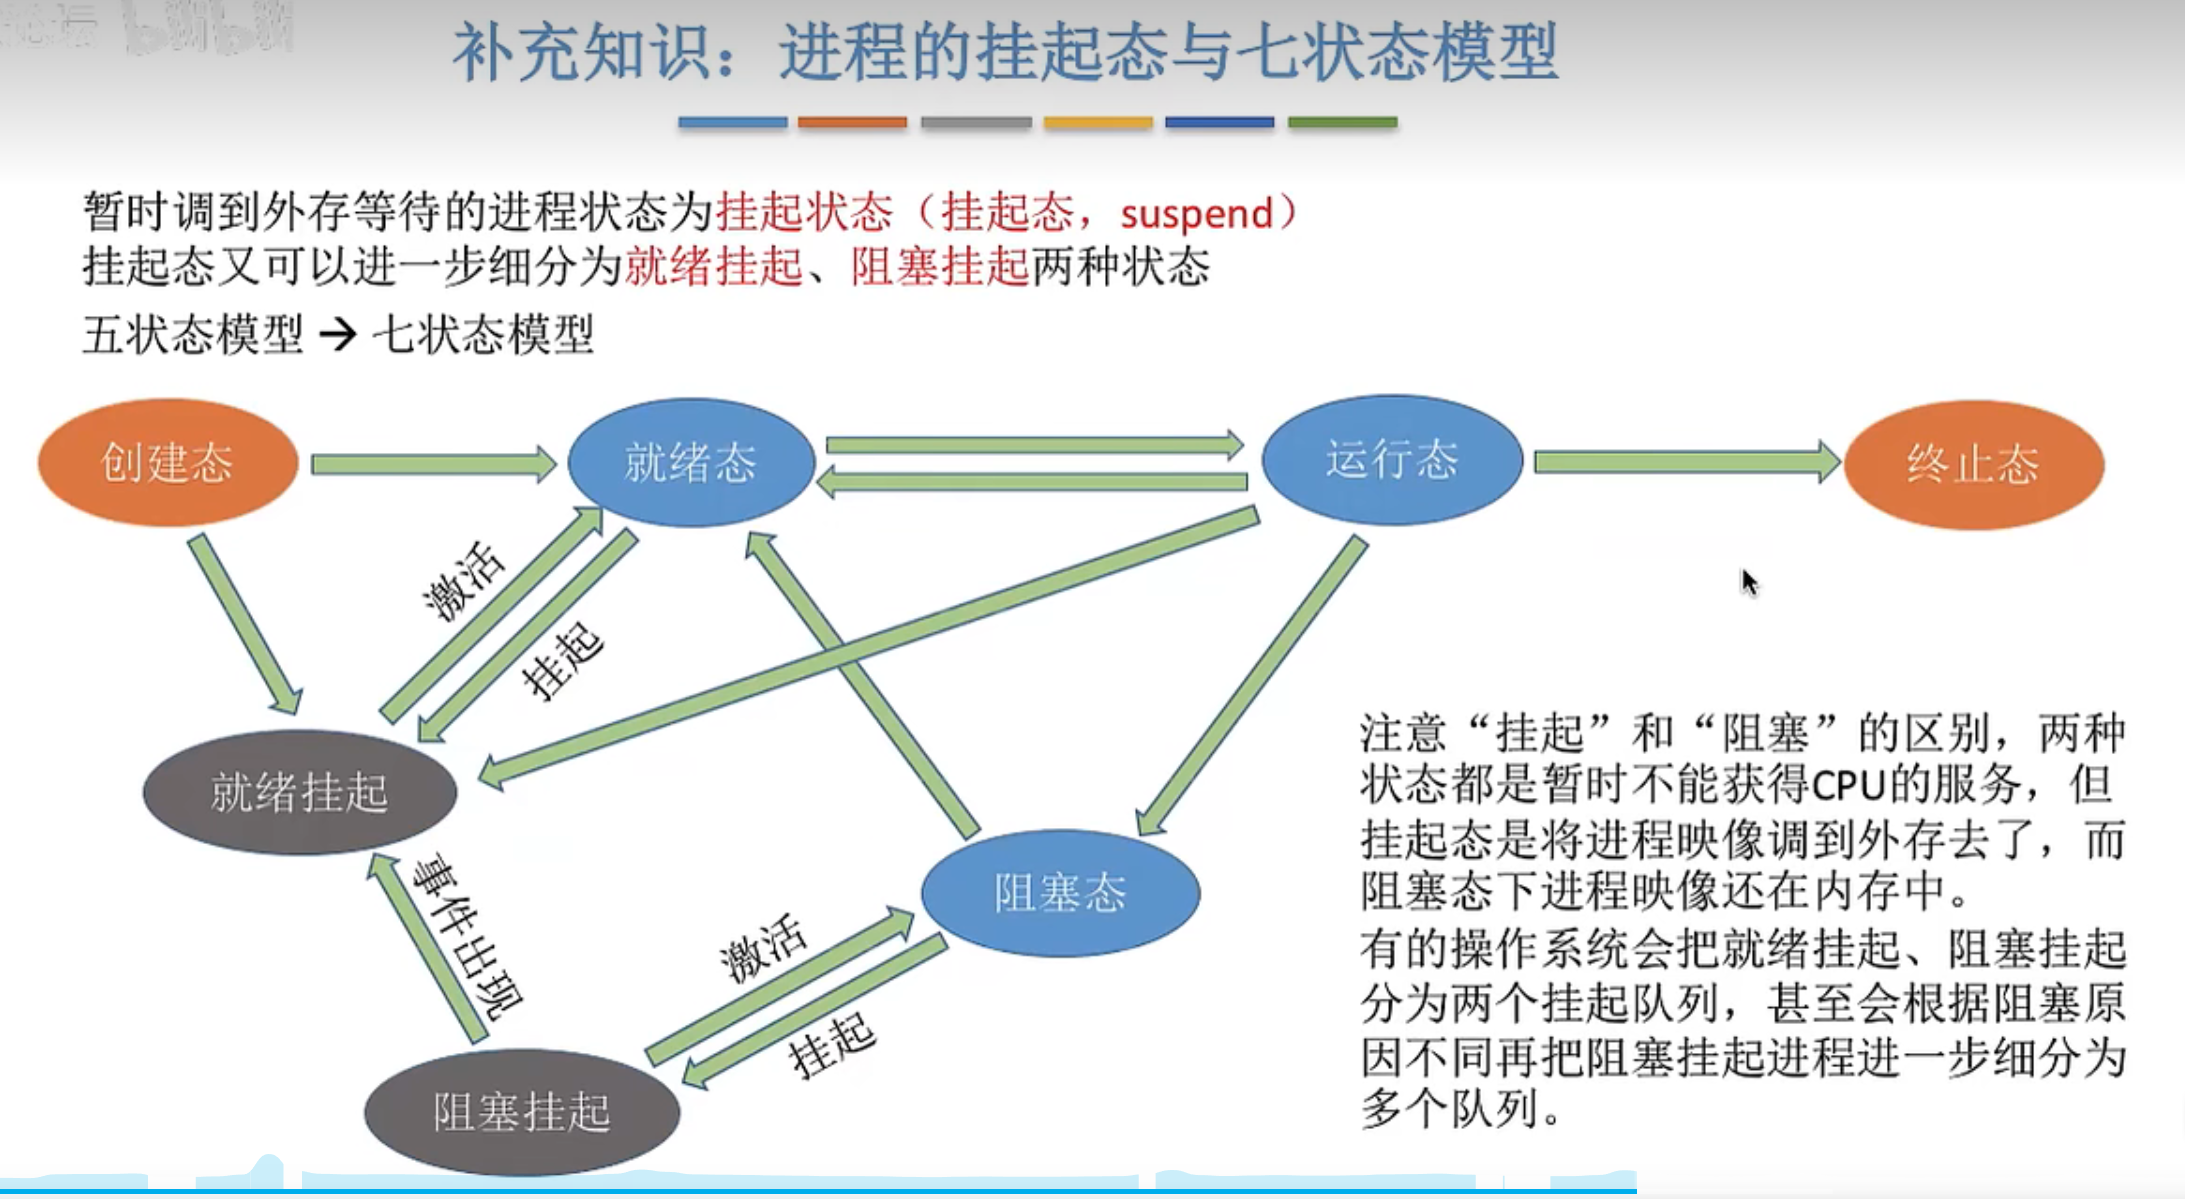 补充知识：进程的挂起态与七状态模型
暂时调到外存等待的进程状态为挂起状态（挂起态，suspend）
挂起态又可以进一步细分为就绪挂起、阻塞挂起两种状态
五状态模型→七状态模型
创建态
就绪态
运行态
终止态
激活
挂起
就绪挂起
事件出现
阻塞态
激活
挂起
阻塞挂起
注意“挂起”和“阻塞”的区别，两种
状态都是暂时不能获得CPU的服务，但
挂起态是将进程映像调到外存去了，而
阻塞态下进程映像还在内存中。
有的操作系统会把就绪挂起、阻塞挂起
分为两个挂起队列，甚至会根据阻塞原
因不同再把阻塞挂起进程进一步细分为
多个队列。